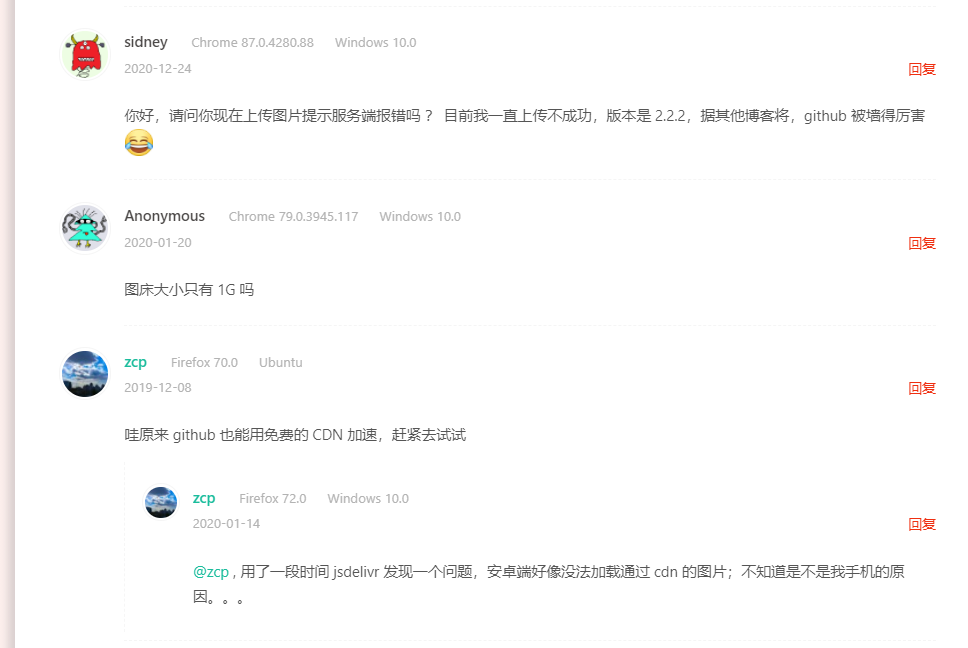 sidney Chrome 87.0.4280.88 Windows 10.0
2020-12-24 回复
你好，请问你现在上传图片提示服务端报错吗 ？ 目前我一直上传不成功，版本是 2.2.2，据其他博客将，github 被墙得厉害
😂
Anonymous Chrome 79.0.3945.117 Windows 10.0
2020-01-20 回复
图床大小只有 1G 吗
zcp Firefox 70.0 Ubuntu
2019-12-08 回复
哇原来 github 也能用免费的 CDN 加速，赶紧去试试
zcp Firefox 72.0 Windows 10.0
2020-01-14 回复
@zcp , 用了一段时间 jsdelivr 发现一个问题，安卓端好像没法加载通过 cdn 的图片；不知道是不是我手机的原
因。。。